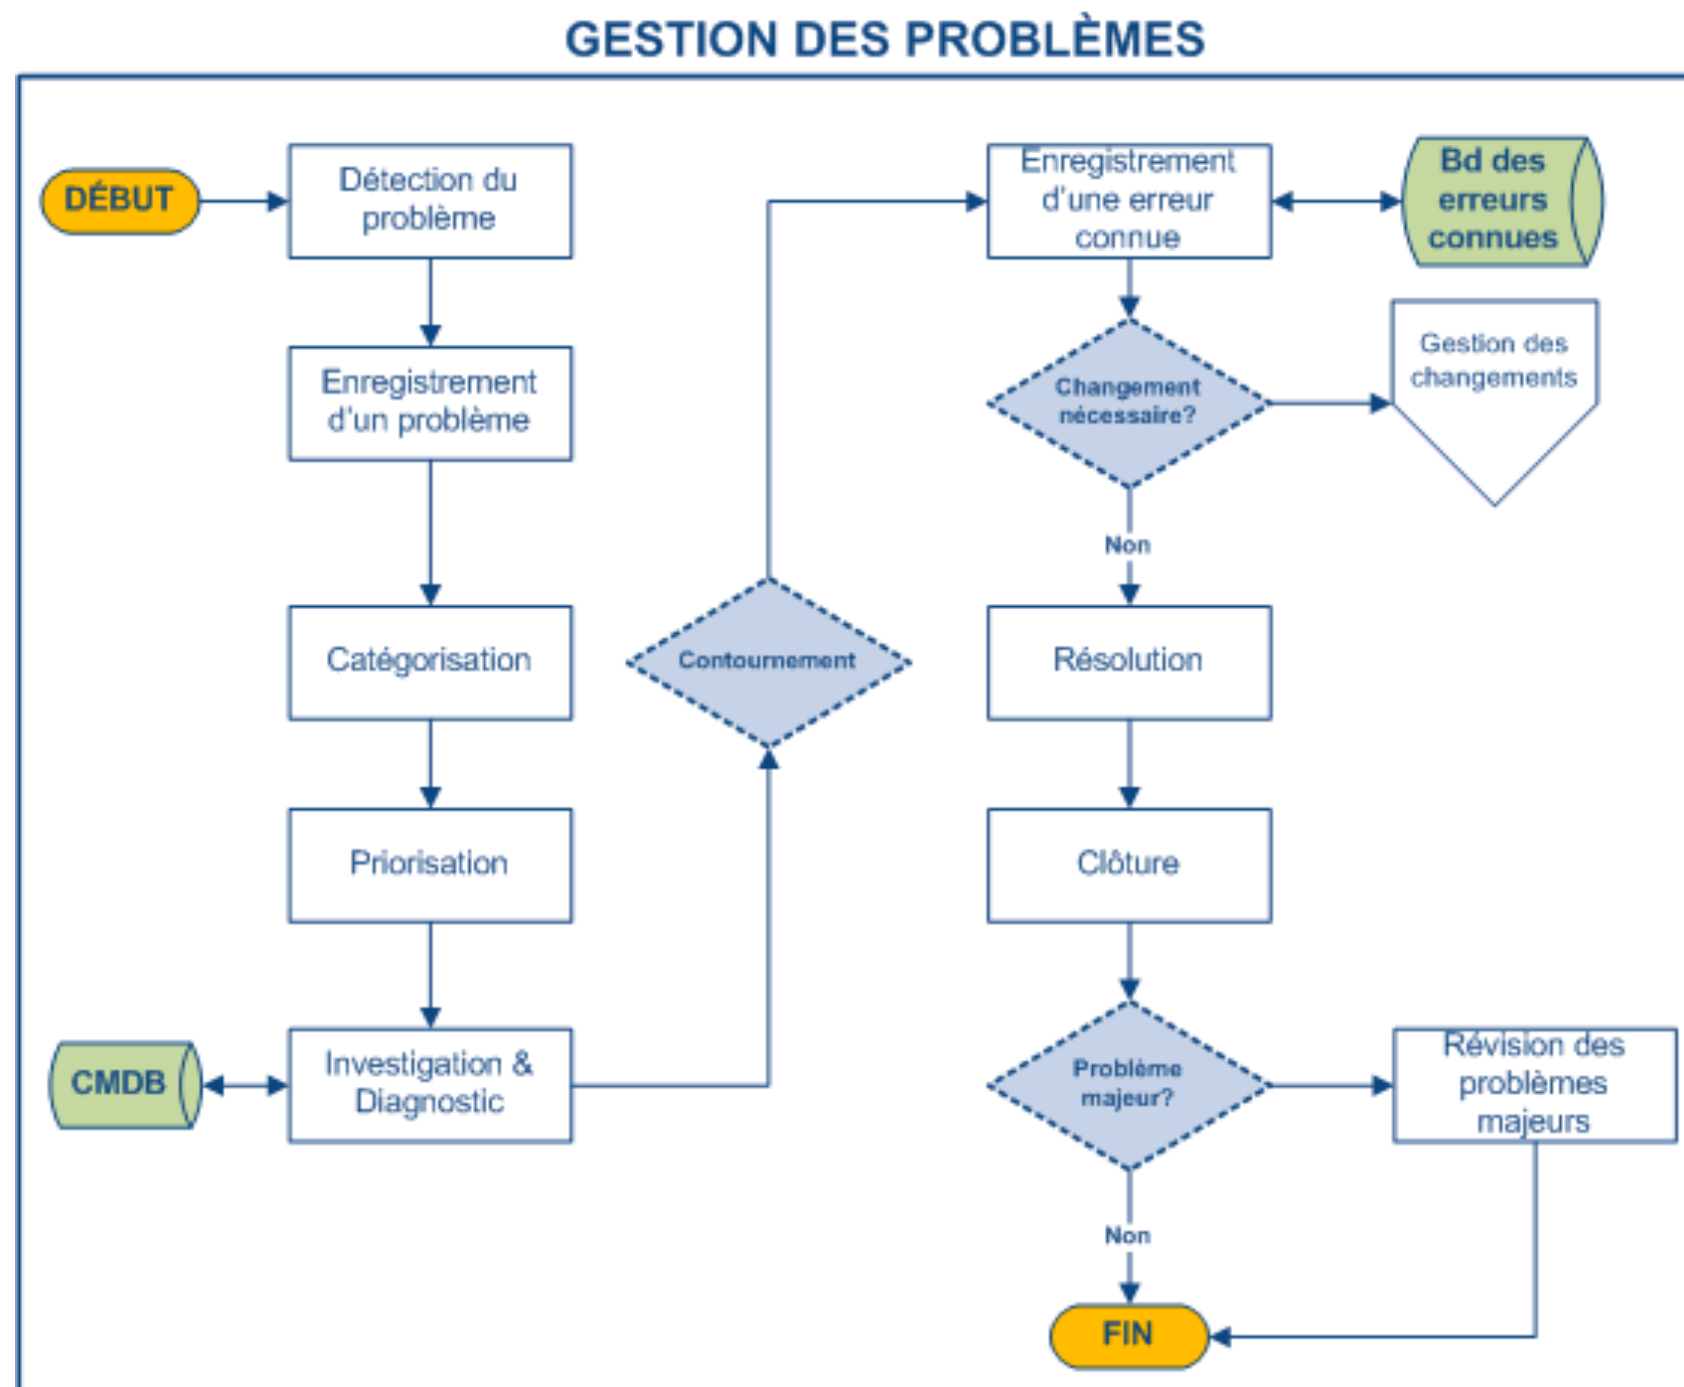 GESTION DES PROBLÈMES
DÉBUT
Détection du
problème
Enregistrement
d'un problème
Catégorisation
Priorisation
CMDB
Investigation &
Diagnostic
Contournement
Enregistrement
d'une erreur
connue
Bd des
erreurs
connues
Changement
nécessaire?
Gestion des
changements
Non
Résolution
Clôture
Problème
majeur?
Révision des
problèmes
majeurs
Non
FIN